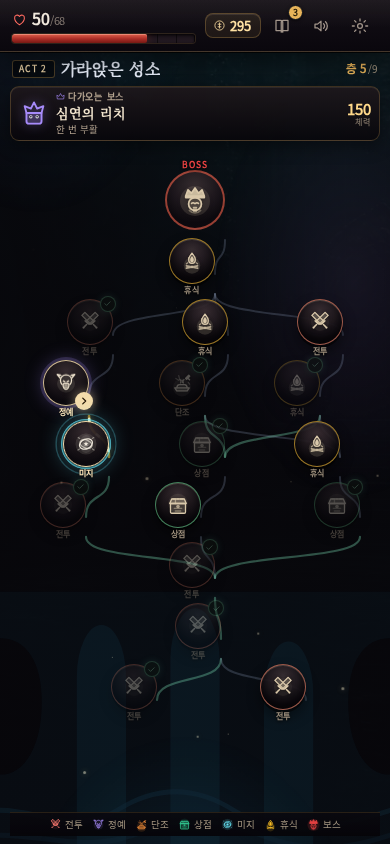 50/68
295
3
ACT 2 가라앉은 성소
층 5/9
다가오는 보스
심연의 리치
한 번 부활
150
체력
BOSS
휴식
전투 휴식 전투
정예 단조 휴식
미지 상점 휴식
전투 상점 상점
전투
전투
전투 전투
전투 정예 단조 상점 미지 휴식 보스